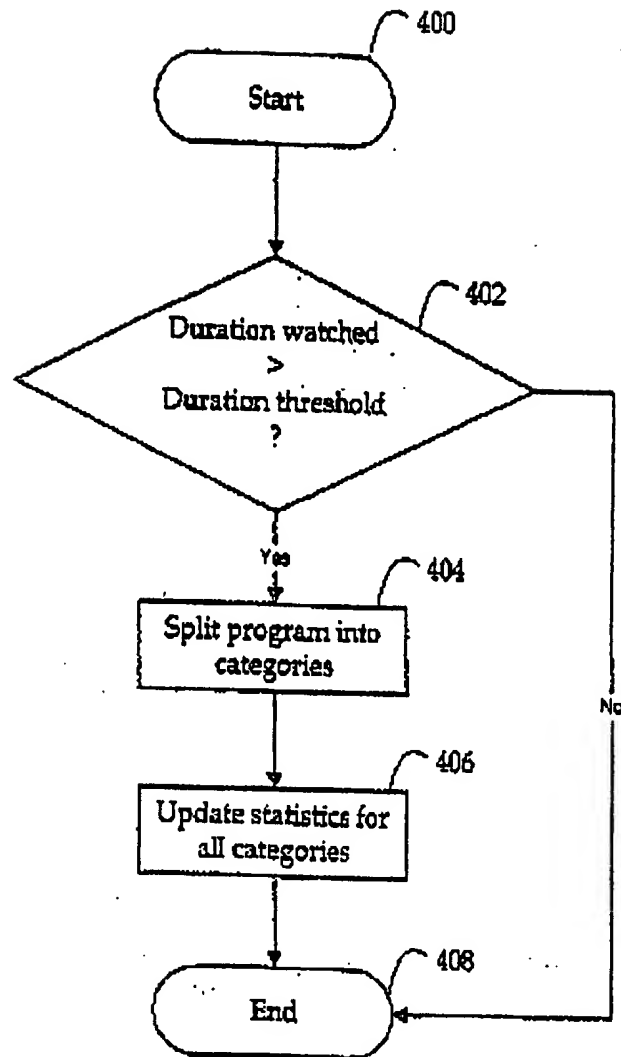 400
Start
402
Duration watched
>
Duration threshold
?
Yes
404
Split program into
categories
No
406
Update statistics for
all categories
408
End